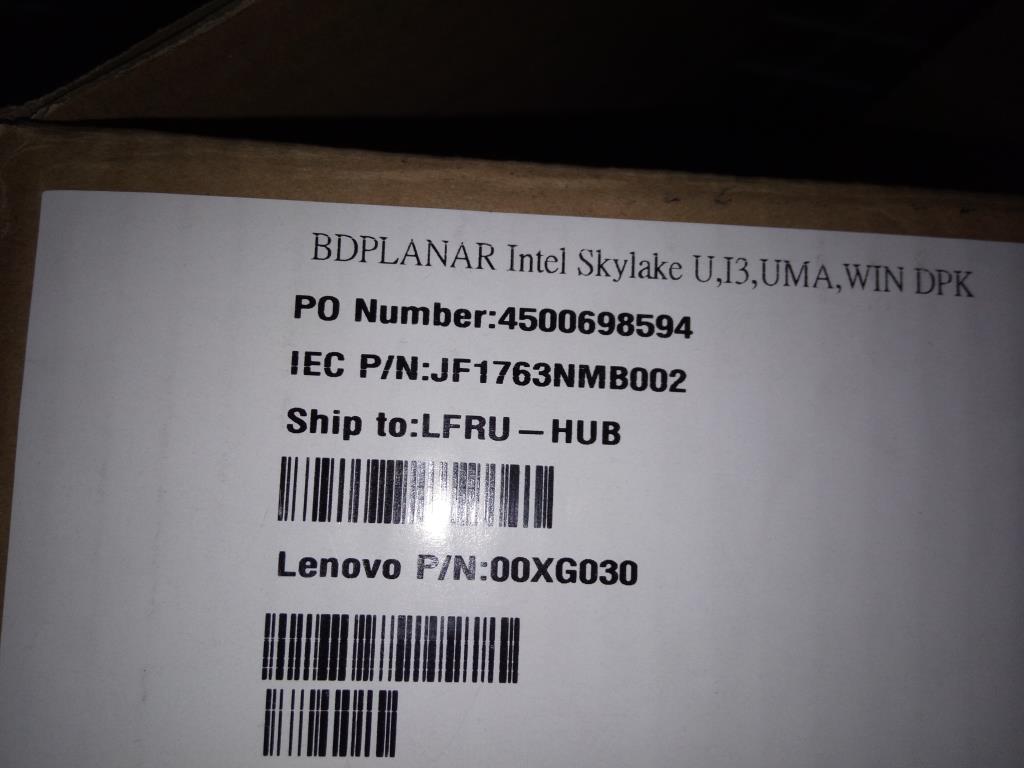 BDPLANAR Intel Skylake U,I3,UMA,WIN DPK
PO Number:4500698594
IEC P/N:JF1763NMB002
Ship to:LFRU-HUB
Lenovo P/N:00XG030